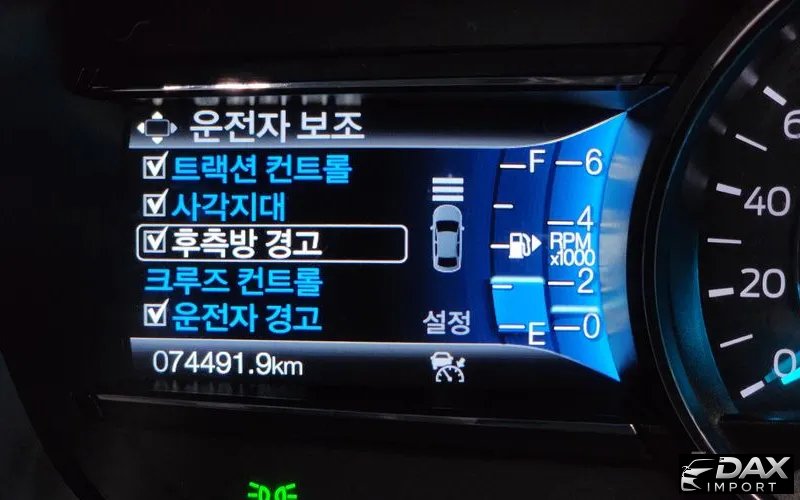 운전자 보조
트랙션 컨트롤
사각지대
후측방 경고
크루즈 컨트롤
운전자 경고
설정
074491.9km
F
E
6
4
RPM
x1000
2
0
6
40
20
0
DAX
IMPORT